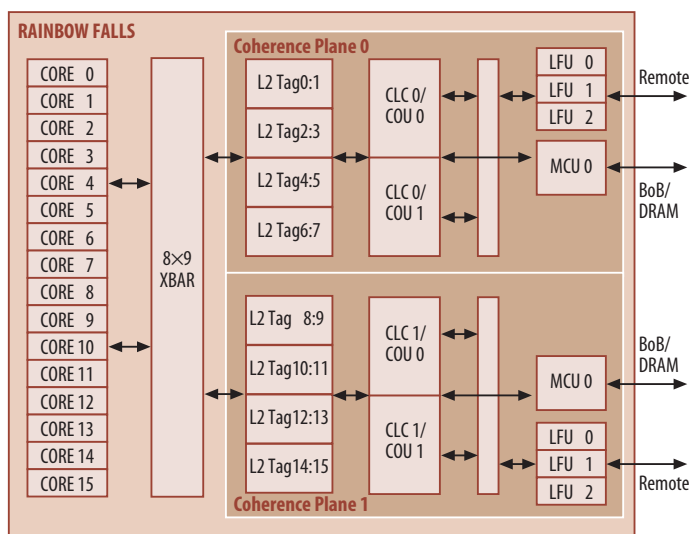 RAINBOW FALLS
CORE 0
CORE 1
CORE 2
CORE 3
CORE 4
CORE 5
CORE 6
CORE 7
CORE 8
CORE 9
CORE 10
CORE 11
CORE 12
CORE 13
CORE 14
CORE 15
8×9
XBAR
Coherence Plane 0
L2 Tag0:1
L2 Tag2:3
L2 Tag4:5
L2 Tag6:7
CLC 0/
COU 0
CLC 0/
COU 1
LFU 0
LFU 1
LFU 2
MCU 0
Remote
BoB/
DRAM
L2 Tag 8:9
L2 Tag10:11
L2 Tag12:13
L2 Tag14:15
CLC 1/
COU 0
CLC 1/
COU 1
MCU 0
LFU 0
LFU 1
LFU 2
BoB/
DRAM
Remote
Coherence Plane 1